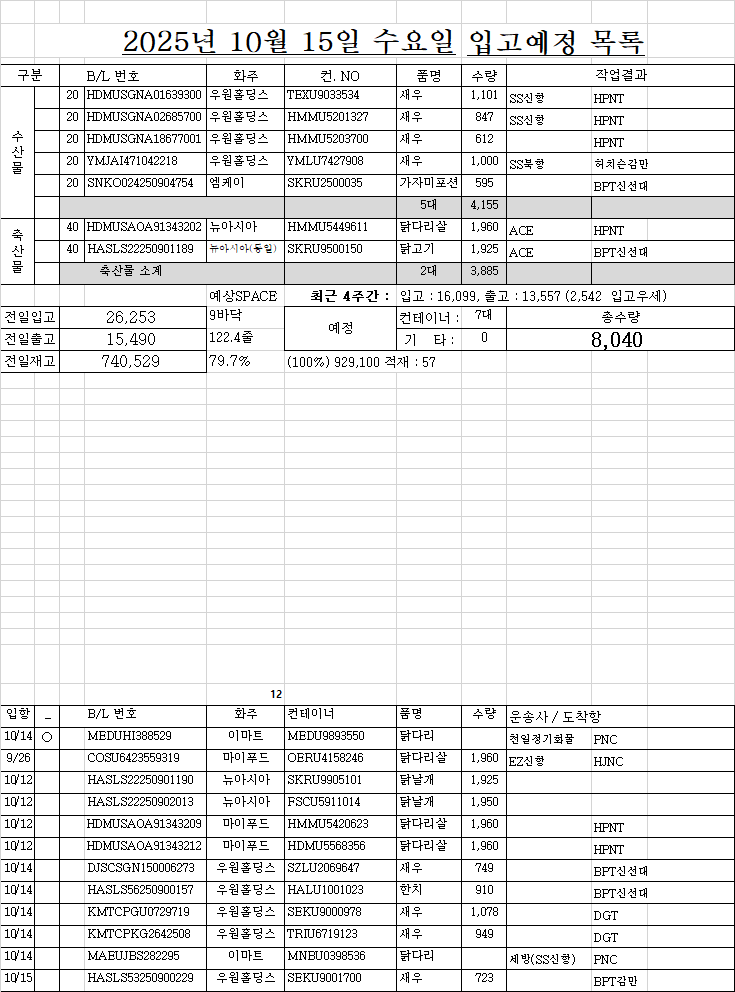 2025년 10월 15일 수요일 입고예정 목록
구분 B/L 번호 화주 컨. NO 품명 수량 작업결과
수산물
20 HDMUSGNA01639300 우원홀딩스 TEXU9033534 새우 1,101 SS신항 HPNT
20 HDMUSGNA02685700 우원홀딩스 HMMU5201327 새우 847 SS신항 HPNT
20 HDMUSGNA18677001 우원홀딩스 HMMU5203700 새우 612 HPNT
20 YMJAI471042218 우원홀딩스 YMLU7427908 새우 1,000 SS북항 허치슨감만
20 SNKO024250904754 엠케이 SKRU2500035 가자미포션 595 BPT신선대
5대 4,155
축산물
40 HDMUSAOA91343202 뉴아시아 HMMU5449611 닭다리살 1,960 ACE HPNT
40 HASLS22250901189 뉴아시아(동일) SKRU9500150 닭고기 1,925 ACE BPT신선대
축산물 소계 2대 3,885
예상SPACE 최근 4주간 : 입고 : 16,099, 출고 : 13,557 (2,542 입고우세)
전일입고 26,253 9바닥 예정 컨테이너 : 7대 총수량
전일출고 15,490 122.4줄 기 타 : 0 8,040
전일재고 740,529 79.7% (100%) 929,100 적재 : 57
12
입항 _ B/L 번호 화주 컨테이너 품명 수량 운송사 / 도착항
10/14 ○ MEDUHI388529 이마트 MEDU9893550 닭다리 천일정기화물 PNC
9/26 COSU6423559319 마이푸드 OERU4158246 닭다리살 1,960 EZ신항 HJNC
10/12 HASLS22250901190 뉴아시아 SKRU9905101 닭날개 1,925
10/12 HASLS22250902013 뉴아시아 FSCU5911014 닭날개 1,950
10/12 HDMUSAOA91343209 마이푸드 HMMU5420623 닭다리살 1,960 HPNT
10/12 HDMUSAOA91343212 마이푸드 HDMU5568356 닭다리살 1,960 HPNT
10/14 DJSCSGN150006273 우원홀딩스 SZLU2069647 새우 749 BPT신선대
10/14 HASLS56250900157 우원홀딩스 HALU1001023 한치 910 BPT신선대
10/14 KMTCPGU0729719 우원홀딩스 SEKU9000978 새우 1,078 DGT
10/14 KMTCPKG2642508 우원홀딩스 TRIU6719123 새우 949 DGT
10/14 MAEUJBS282295 이마트 MNBU0398536 닭다리 세방(SS신항) PNC
10/15 HASLS53250900229 우원홀딩스 SEKU9001700 새우 723 BPT감만